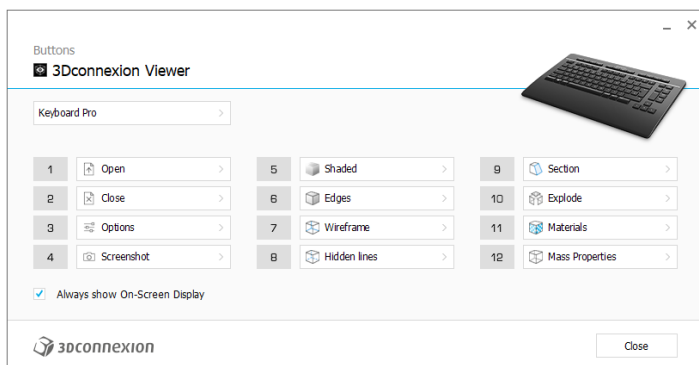 Buttons
3Dconnexion Viewer
Keyboard Pro
1 Open 5 Shaded 9 Section
2 Close 6 Edges 10 Explode
3 Options 7 Wireframe 11 Materials
4 Screenshot 8 Hidden lines 12 Mass Properties
Always show On-Screen Display
3Dconnexion Close